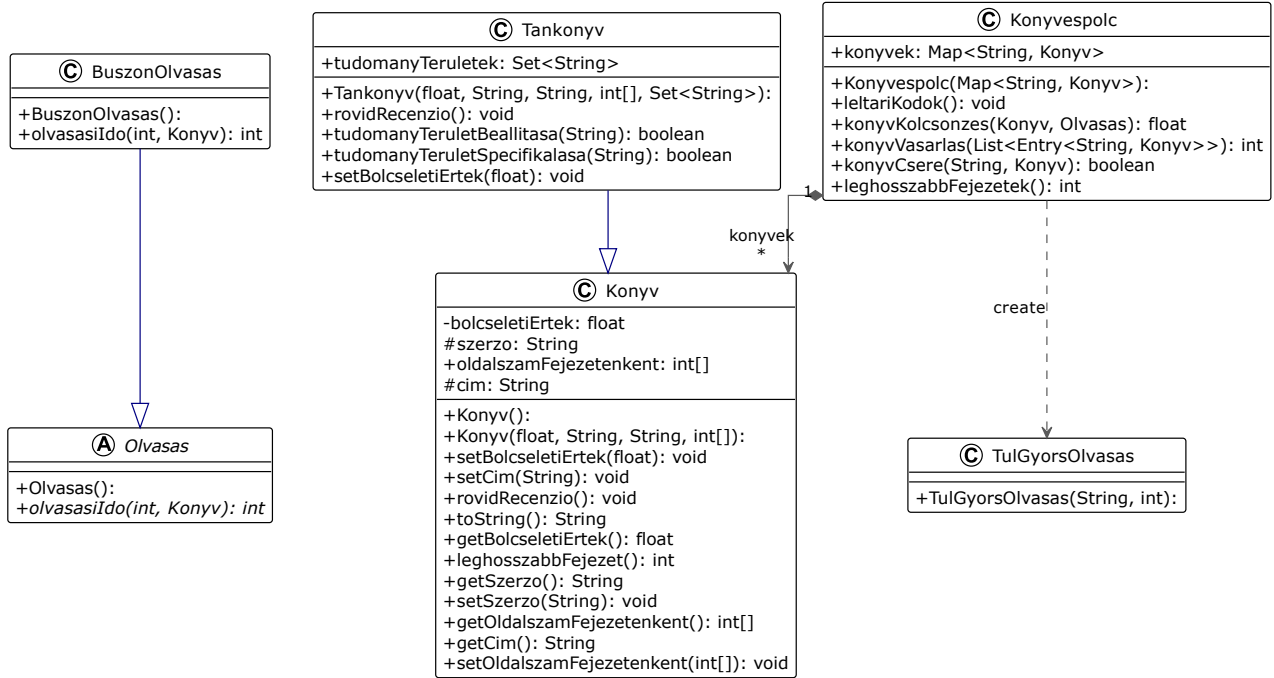 C BuszonOlvasas
+BuszonOlvasas():
+olvasasiIdo(int, Konyv): int
C Tankonyv
+tudomanyTeruletek: Set<String>
+Tankonyv(float, String, String, int[], Set<String>):
+rovidRecenzio(): void
+tudomanyTeruletBeallitasa(String): boolean
+tudomanyTeruletSpecifikalasa(String): boolean
+setBolcseletiErtek(float): void
C Konyvespolc
+konyvek: Map<String, Konyv>
+Konyvespolc(Map<String, Konyv>):
+leltariKodok(): void
+konyvKolcsonzes(Konyv, Olvasas): float
+konyvVasarlas(List<Entry<String, Konyv>>): int
+konyvCsere(String, Konyv): boolean
+leghosszabbFejezetek(): int
1
konyvek
*
create
A Olvasas
+Olvasas():
+olvasasiIdo(int, Konyv): int
C Konyv
-bolcseletiErtek: float
#szerzo: String
+oldalszamFejezetenkent: int[]
#cim: String
+Konyv():
+Konyv(float, String, String, int[]):
+setBolcseletiErtek(float): void
+setCim(String): void
+rovidRecenzio(): void
+toString(): String
+getBolcseletiErtek(): float
+leghosszabbFejezet(): int
+getSzerzo(): String
+setSzerzo(String): void
+getOldalszamFejezetenkent(): int[]
+getCim(): String
+setOldalszamFejezetenkent(int[]): void
C TulGyorsOlvasas
+TulGyorsOlvasas(String, int):